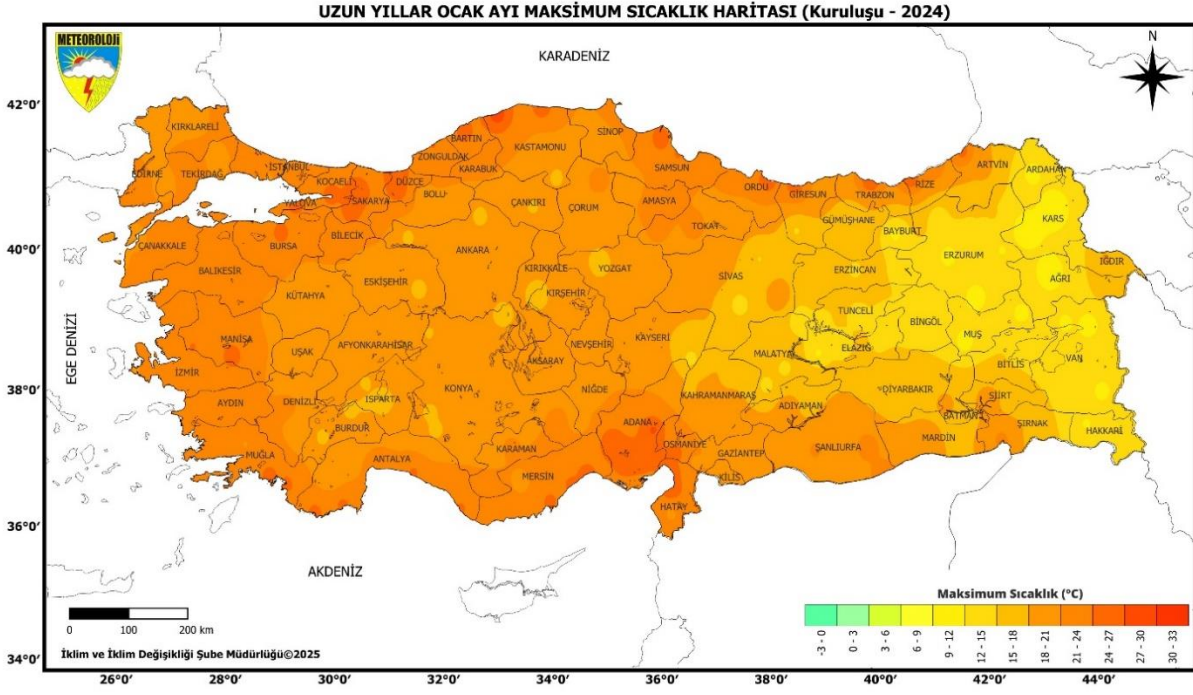 UZUN YILLAR OCAK AYI MAKSİMUM SICAKLIK HARİTASI (Kuruluşu - 2024)
METEOROLOJİ
KARADENİZ
N
42°0'
KIRKLARELİ
EDİRNE
TEKİRDAĞ
İSTANBUL
KOCAELİ
YALOVA
SAKARYA
DÜZCE
ZONGULDAK
BARTIN
KARABUK
BOLU
KASTAMONU
SİNOP
SAMSUN
ÇANKIRI
ÇORUM
AMASYA
TOKAT
ORDU
GİRESUN
TRABZON
RİZE
ARTVİN
ARDAHAN
KARS
GÜMÜŞHANE
BAYBURT
40°0'
ÇANAKKALE
BALIKESİR
BURSA
BİLECİK
ESKİŞEHİR
KÜTAHYA
ANKARA
KIRIKKALE
KIRŞEHİR
YOZGAT
SİVAS
ERZİNCAN
ERZURUM
AĞRI
IĞDIR
TUNCELİ
BİNGÖL
MUŞ
EGE DENİZİ
MANİSA
İZMİR
UŞAK
AFYONKARAHİSAR
AKSARAY
NEVŞEHİR
KAYSERİ
MALATYA
ELAZIĞ
BİTLİS
VAN
38°0'
AYDIN
DENİZLİ
ISPARTA
BURDUR
KONYA
NİĞDE
KAHRAMANMARAŞ
ADIYAMAN
DİYARBAKIR
BATMAN
SİİRT
ŞIRNAK
HAKKARİ
MUĞLA
ANTALYA
KARAMAN
MERSİN
ADANA
OSMANİYE
GAZİANTEP
KİLİS
ŞANLIURFA
MARDİN
HATAY
36°0'
AKDENİZ
Maksimum Sıcaklık (°C)
-3 - 0
0 - 3
3 - 6
6 - 9
9 - 12
12 - 15
15 - 18
18 - 21
21 - 24
24 - 27
27 - 30
30 - 33
0 100 200 km
İklim ve İklim Değişikliği Şube Müdürlüğü©2025
34°0'
26°0' 28°0' 30°0' 32°0' 34°0' 36°0' 38°0' 40°0' 42°0' 44°0'